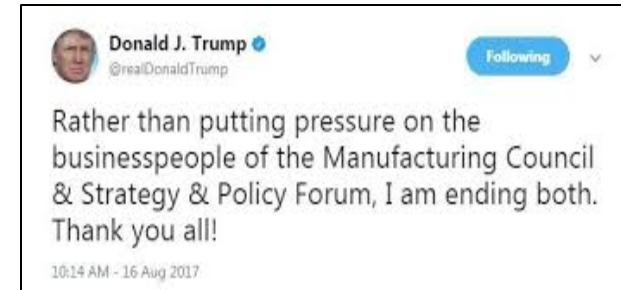 Donald J. Trump
@realDonaldTrump
Following
Rather than putting pressure on the
businesspeople of the Manufacturing Council
& Strategy & Policy Forum, I am ending both.
Thank you all!
10:14 AM - 16 Aug 2017